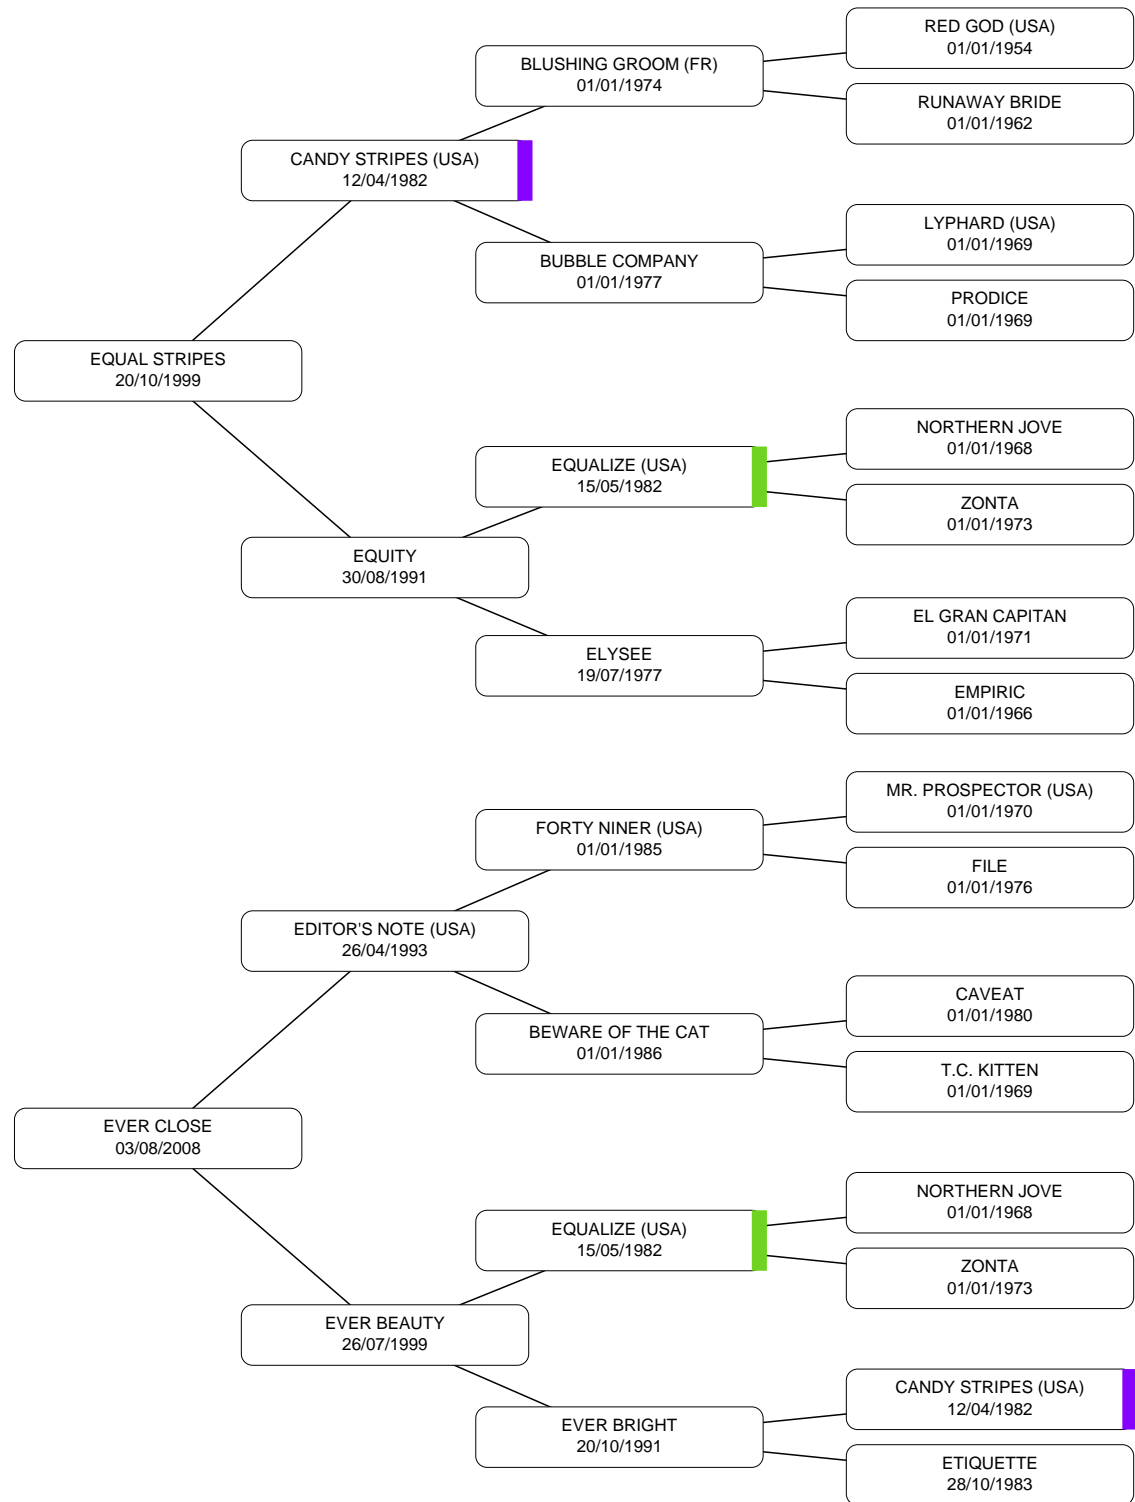 RED GOD (USA)
01/01/1954
BLUSHING GROOM (FR)
01/01/1974
RUNAWAY BRIDE
01/01/1962
CANDY STRIPES (USA)
12/04/1982
LYPHARD (USA)
01/01/1969
BUBBLE COMPANY
01/01/1977
PRODICE
01/01/1969
EQUAL STRIPES
20/10/1999
NORTHERN JOVE
01/01/1968
EQUALIZE (USA)
15/05/1982
ZONTA
01/01/1973
EQUITY
30/08/1991
EL GRAN CAPITAN
01/01/1971
ELYSEE
19/07/1977
EMPIRIC
01/01/1966
MR. PROSPECTOR (USA)
01/01/1970
FORTY NINER (USA)
01/01/1985
FILE
01/01/1976
EDITOR'S NOTE (USA)
26/04/1993
CAVEAT
01/01/1980
BEWARE OF THE CAT
01/01/1986
T.C. KITTEN
01/01/1969
EVER CLOSE
03/08/2008
NORTHERN JOVE
01/01/1968
EQUALIZE (USA)
15/05/1982
ZONTA
01/01/1973
EVER BEAUTY
26/07/1999
CANDY STRIPES (USA)
12/04/1982
EVER BRIGHT
20/10/1991
ETIQUETTE
28/10/1983